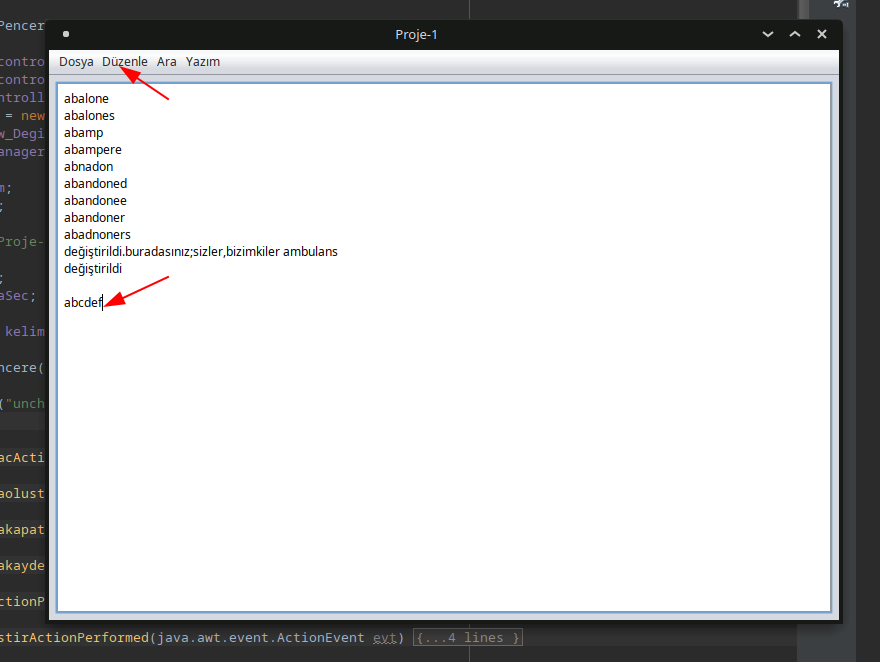 Pencer
Proje-1
Dosya Düzenle Ara Yazım
contro
contro
ntroll
= new
w_Degi
anager
m;
;
Proje-
;
aSec;
kelim
ncere(
("unch
acActi
aolust
akapat
akayde
ctionP
abalone
abalones
abamp
abampere
abnadon
abandoned
abandonee
abandoner
abadnoners
değiştirildi.buradasınız;sizler,bizimkiler ambulans
değiştirildi
abcdef
stirActionPerformed(java.awt.event.ActionEvent evt) {...4 lines }